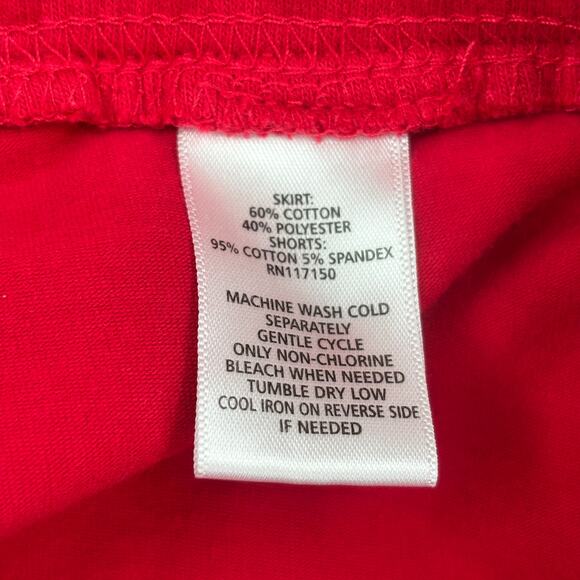 SKIRT:
60% COTTON
40% POLYESTER
SHORTS:
95% COTTON 5% SPANDEX
RN117150
MACHINE WASH COLD
SEPARATELY
GENTLE CYCLE
ONLY NON-CHLORINE
BLEACH WHEN NEEDED
TUMBLE DRY LOW
COOL IRON ON REVERSE SIDE
IF NEEDED